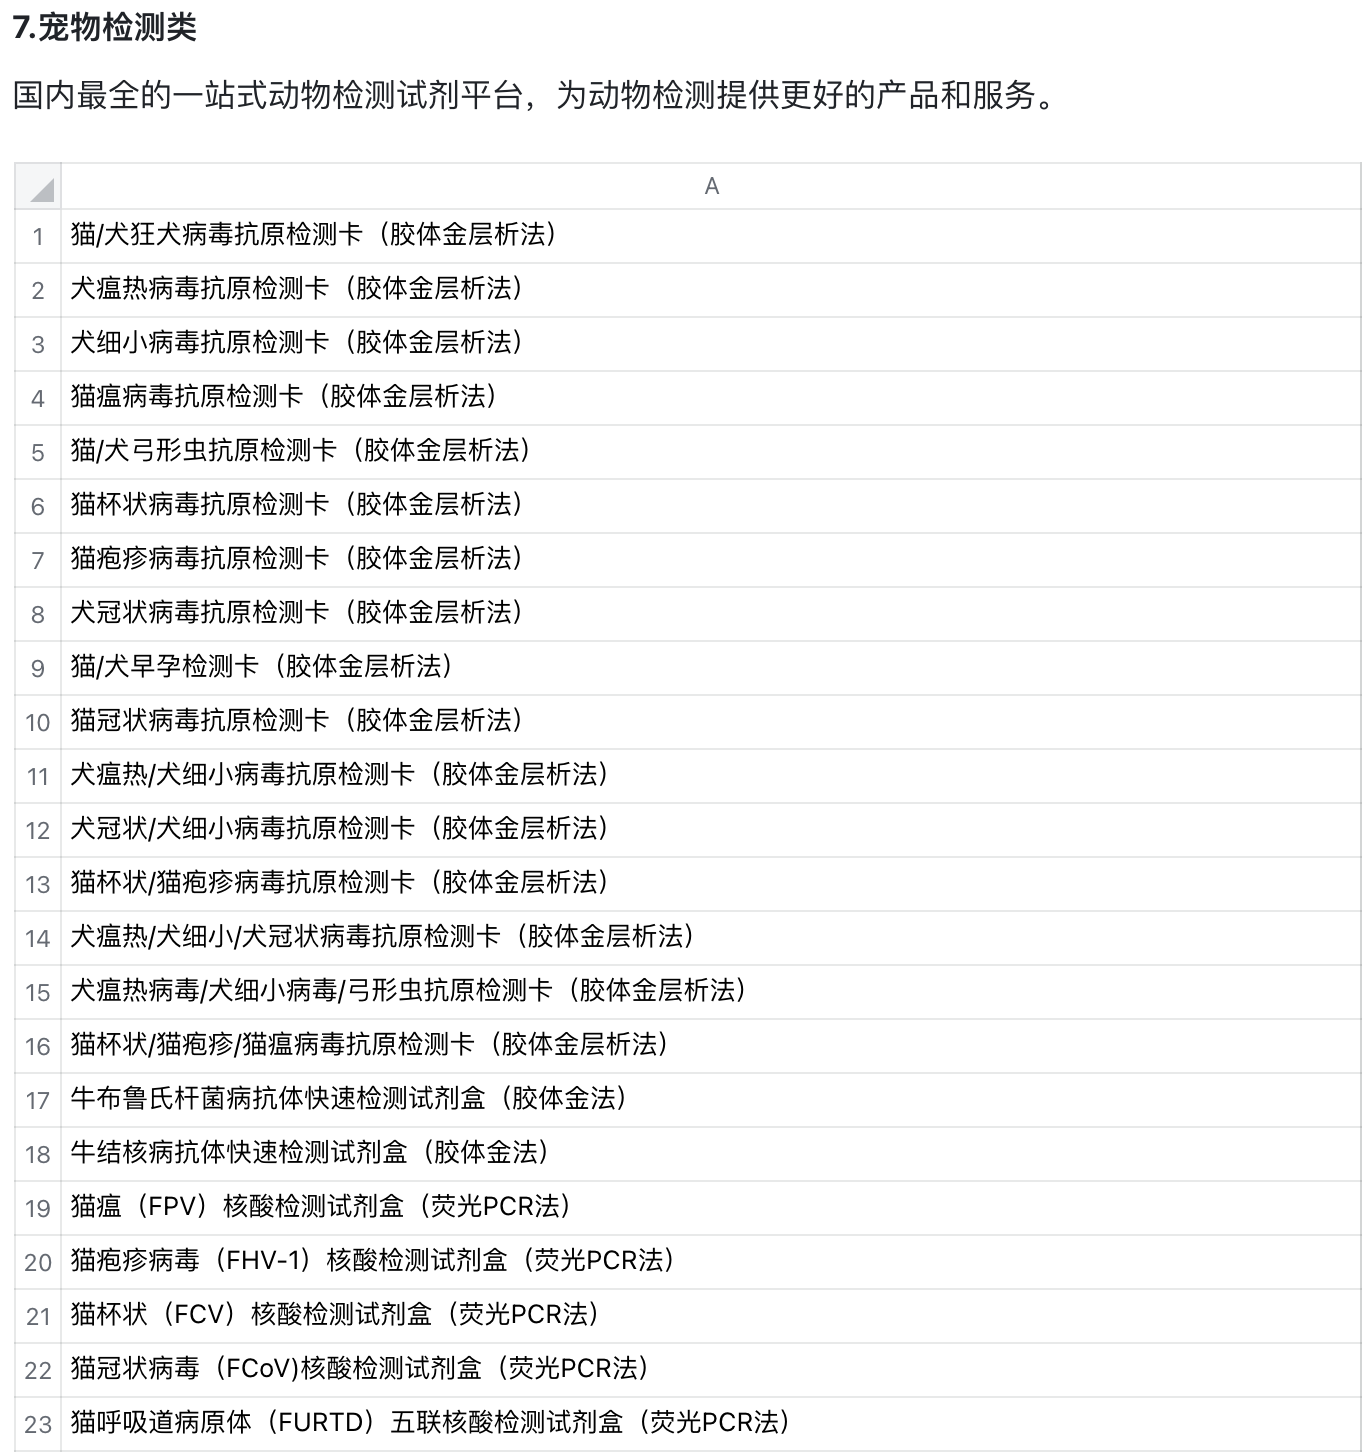 7.宠物检测类
国内最全的一站式动物检测试剂平台，为动物检测提供更好的产品和服务。
A
1 猫/犬狂犬病毒抗原检测卡（胶体金层析法）
2 犬瘟热病毒抗原检测卡（胶体金层析法）
3 犬细小病毒抗原检测卡（胶体金层析法）
4 猫瘟病毒抗原检测卡（胶体金层析法）
5 猫/犬弓形虫抗原检测卡（胶体金层析法）
6 猫杯状病毒抗原检测卡（胶体金层析法）
7 猫疱疹病毒抗原检测卡（胶体金层析法）
8 犬冠状病毒抗原检测卡（胶体金层析法）
9 猫/犬早孕检测卡（胶体金层析法）
10 猫冠状病毒抗原检测卡（胶体金层析法）
11 犬瘟热/犬细小病毒抗原检测卡（胶体金层析法）
12 犬冠状/犬细小病毒抗原检测卡（胶体金层析法）
13 猫杯状/猫疱疹病毒抗原检测卡（胶体金层析法）
14 犬瘟热/犬细小/犬冠状病毒抗原检测卡（胶体金层析法）
15 犬瘟热病毒/犬细小病毒/弓形虫抗原检测卡（胶体金层析法）
16 猫杯状/猫疱疹/猫瘟病毒抗原检测卡（胶体金层析法）
17 牛布鲁氏杆菌病抗体快速检测试剂盒（胶体金法）
18 牛结核病抗体快速检测试剂盒（胶体金法）
19 猫瘟（FPV）核酸检测试剂盒（荧光PCR法）
20 猫疱疹病毒（FHV-1）核酸检测试剂盒（荧光PCR法）
21 猫杯状（FCV）核酸检测试剂盒（荧光PCR法）
22 猫冠状病毒（FCoV)核酸检测试剂盒（荧光PCR法）
23 猫呼吸道病原体（FURTD）五联核酸检测试剂盒（荧光PCR法）